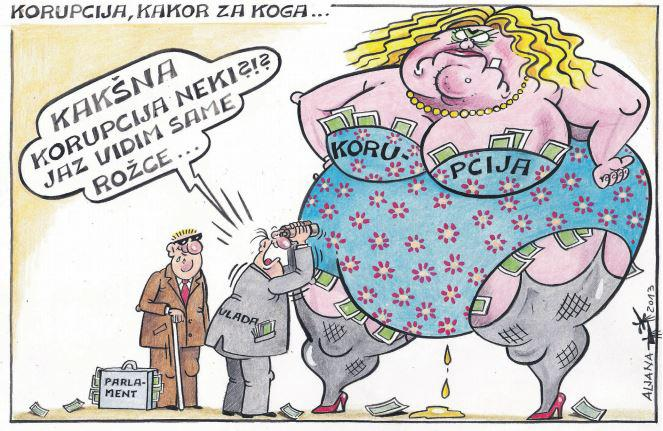 KORUPCIJA, KAKOR ZA KOGA...
KAKŠNA
KORUPCIJA NEKI?!?
JAZ VIDIM SAME
ROŽCE...
KORU-
PCIJA
VLADA
PARLA-
MENT
ALJANA
2013